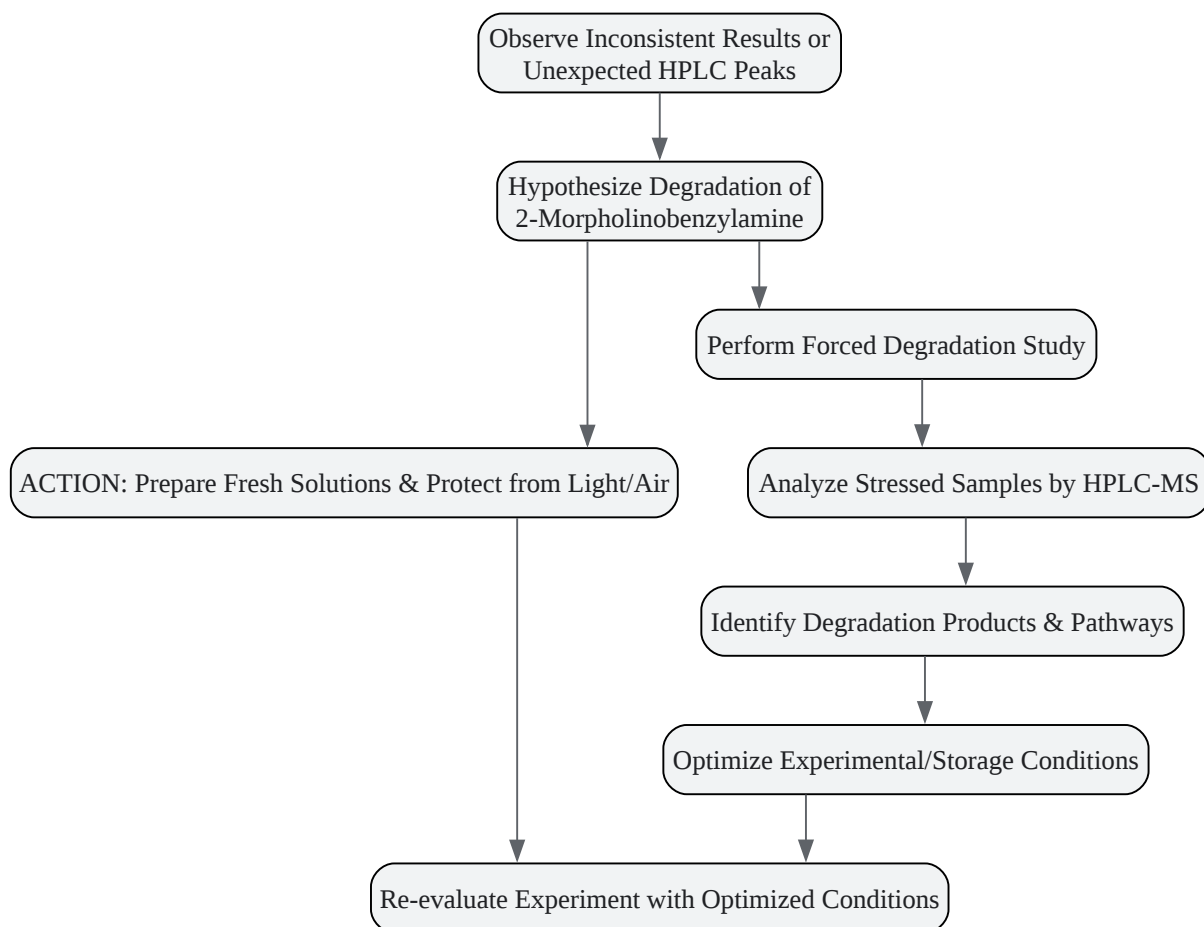 Observe Inconsistent Results or
Unexpected HPLC Peaks
Hypothesize Degradation of
2-Morpholinobenzylamine
Perform Forced Degradation Study
ACTION: Prepare Fresh Solutions & Protect from Light/Air
Analyze Stressed Samples by HPLC-MS
Identify Degradation Products & Pathways
Optimize Experimental/Storage Conditions
Re-evaluate Experiment with Optimized Conditions